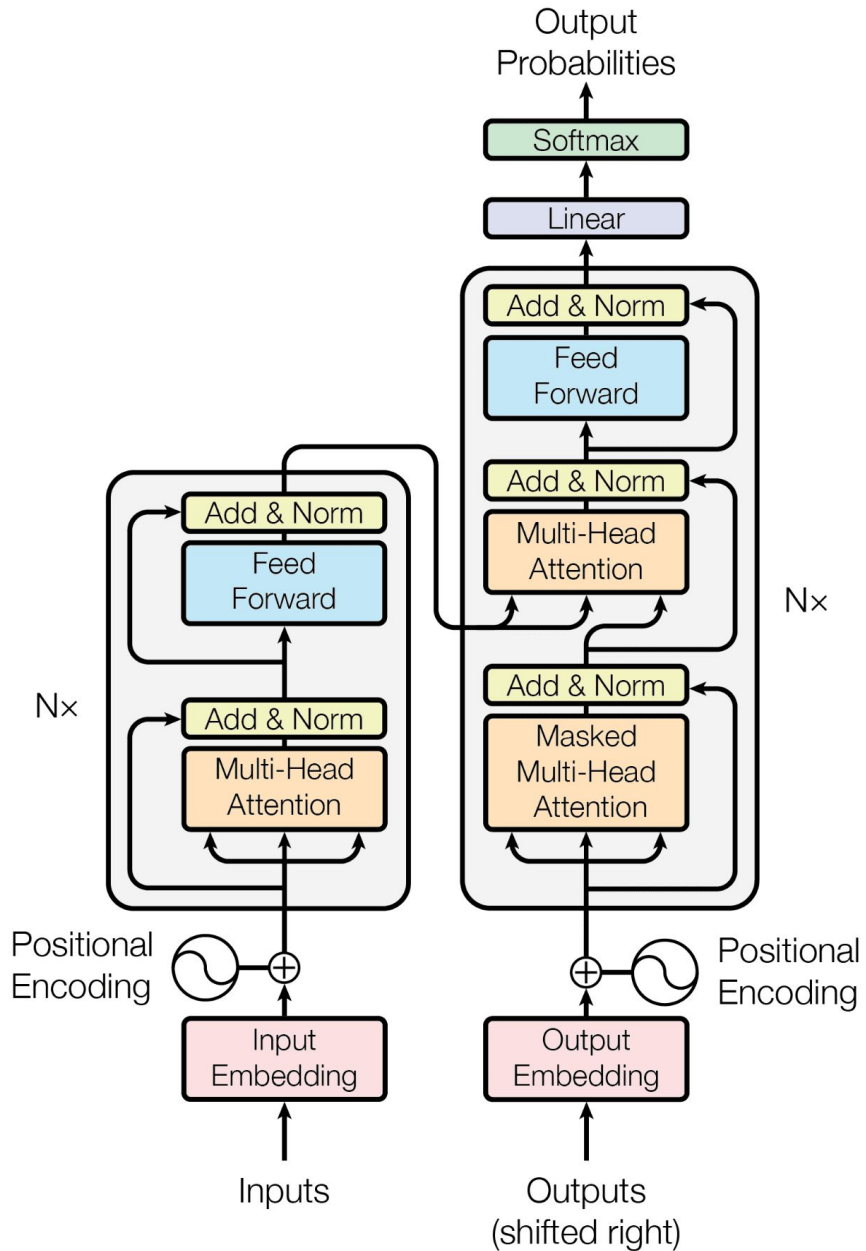 Output
Probabilities
Softmax
Linear
Add & Norm
Feed
Forward
Add & Norm
Multi-Head
Attention
N×
Add & Norm
Masked
Multi-Head
Attention
Add & Norm
Feed
Forward
N×
Add & Norm
Multi-Head
Attention
Positional
Encoding
Positional
Encoding
Input
Embedding
Output
Embedding
Inputs
Outputs
(shifted right)